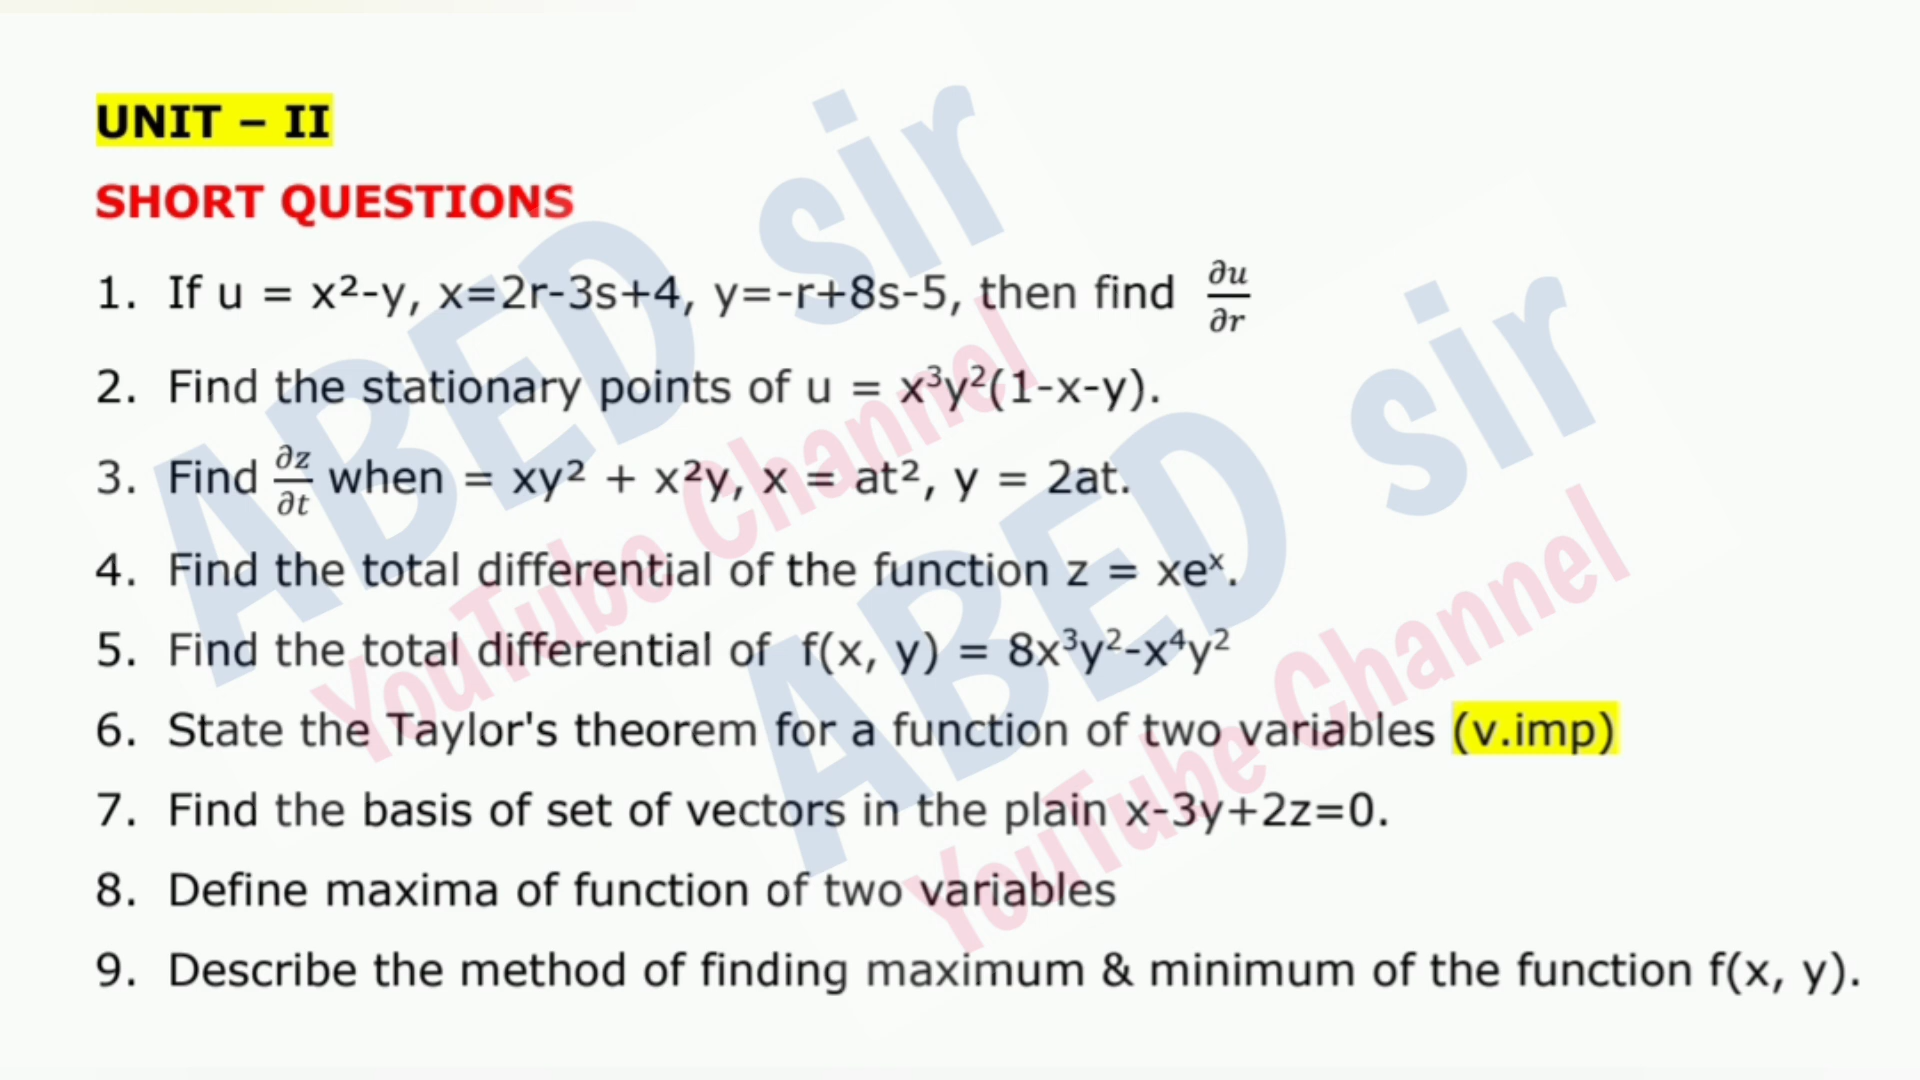 UNIT – II
SHORT QUESTIONS
1. If u = x²-y, x=2r-3s+4, y=-r+8s-5, then find ∂u/∂r
2. Find the stationary points of u = x³y²(1-x-y).
3. Find ∂z/∂t when = xy² + x²y, x = at², y = 2at.
4. Find the total differential of the function z = xeˣ.
5. Find the total differential of f(x, y) = 8x³y²-x⁴y²
6. State the Taylor's theorem for a function of two variables (v.imp)
7. Find the basis of set of vectors in the plain x-3y+2z=0.
8. Define maxima of function of two variables
9. Describe the method of finding maximum & minimum of the function f(x, y).
ABED sir
YouTube Channel
ABED sir
YouTube Channel